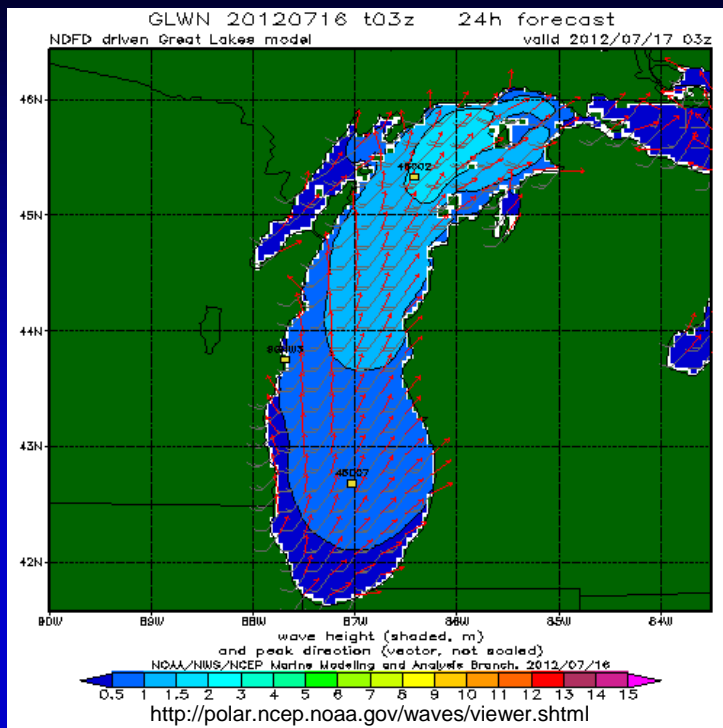 GLWN 20120716 t03z 24h forecast
NDFD driven Great Lakes model valid 2012/07/17 03z
46N
45002
45N
44N
43N
45007
42N
90W 89W 88W 87W 86W 85W 84W
wave height (shaded, m)
and peak direction (vector, not scaled)
NOAA/NWS/NCEP Marine Modeling and Analysis Branch, 2012/07/16
0.5 1 1.5 2 3 4 5 6 7 8 9 10 11 12 13 14 15
http://polar.ncep.noaa.gov/waves/viewer.shtml